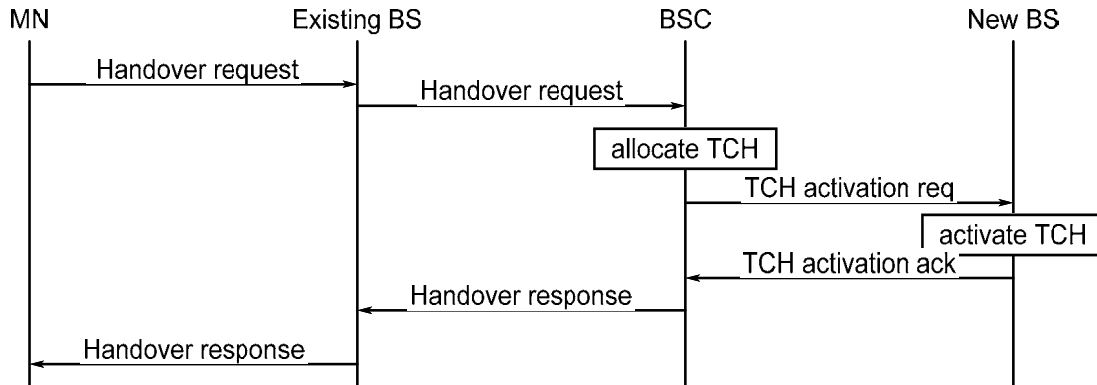 MN
Existing BS
BSC
New BS
Handover request
Handover request
allocate TCH
TCH activation req
activate TCH
TCH activation ack
Handover response
Handover response